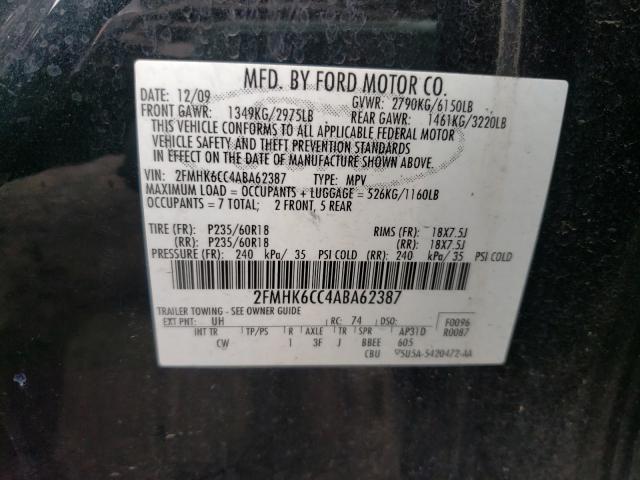 MFD. BY FORD MOTOR CO.
DATE: 12/09 GVWR: 2790KG/6150LB
FRONT GAWR: 1349KG/2975LB REAR GAWR: 1461KG/3220LB
THIS VEHICLE CONFORMS TO ALL APPLICABLE FEDERAL MOTOR
VEHICLE SAFETY AND THEFT PREVENTION STANDARDS
IN EFFECT ON THE DATE OF MANUFACTURE SHOWN ABOVE.
VIN: 2FMHK6CC4ABA62387 TYPE: MPV
MAXIMUM LOAD = OCCUPANTS + LUGGAGE = 526KG/1160LB
OCCUPANTS = 7 TOTAL; 2 FRONT, 5 REAR
TIRE (FR): P235/60R18 RIMS (FR): 18X7.5J
(RR): P235/60R18 (RR): 18X7.5J
PRESSURE (FR): 240 kPa/ 35 PSI COLD (RR): 240 kPa/ 35 PSI COLD
2FMHK6CC4ABA62387
TRAILER TOWING - SEE OWNER GUIDE
EXT PNT: UH RC: 74 DSO: F0096
INT TR TP/PS R AXLE TR SPR AP31D R0087
CW 1 3F J BBEE 605
CBU 5U5A-5420472-AA